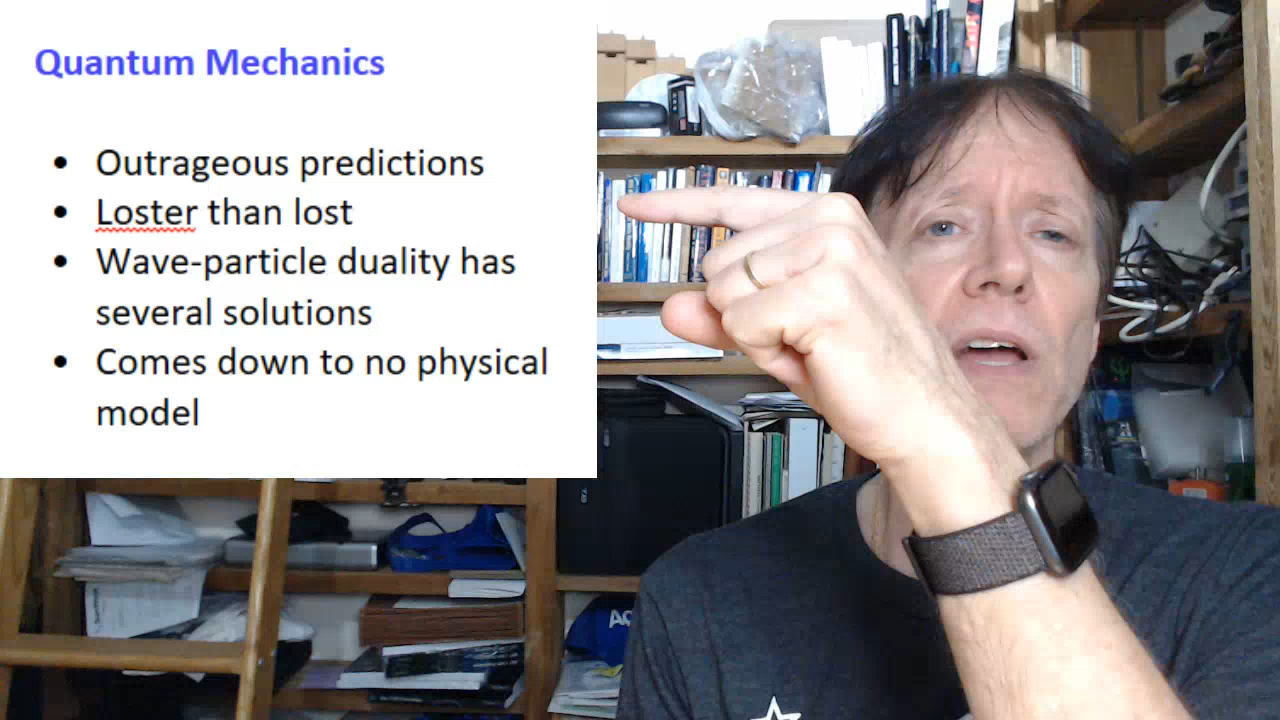 Quantum Mechanics
• Outrageous predictions
• Loster than lost
• Wave-particle duality has
several solutions
• Comes down to no physical
model